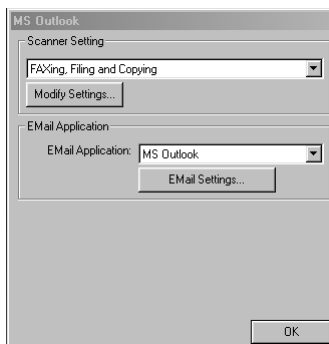 MS Outlook
Scanner Setting
FAXing, Filing and Copying
Modify Settings...
EMail Application
EMail Application: MS Outlook
EMail Settings...
OK